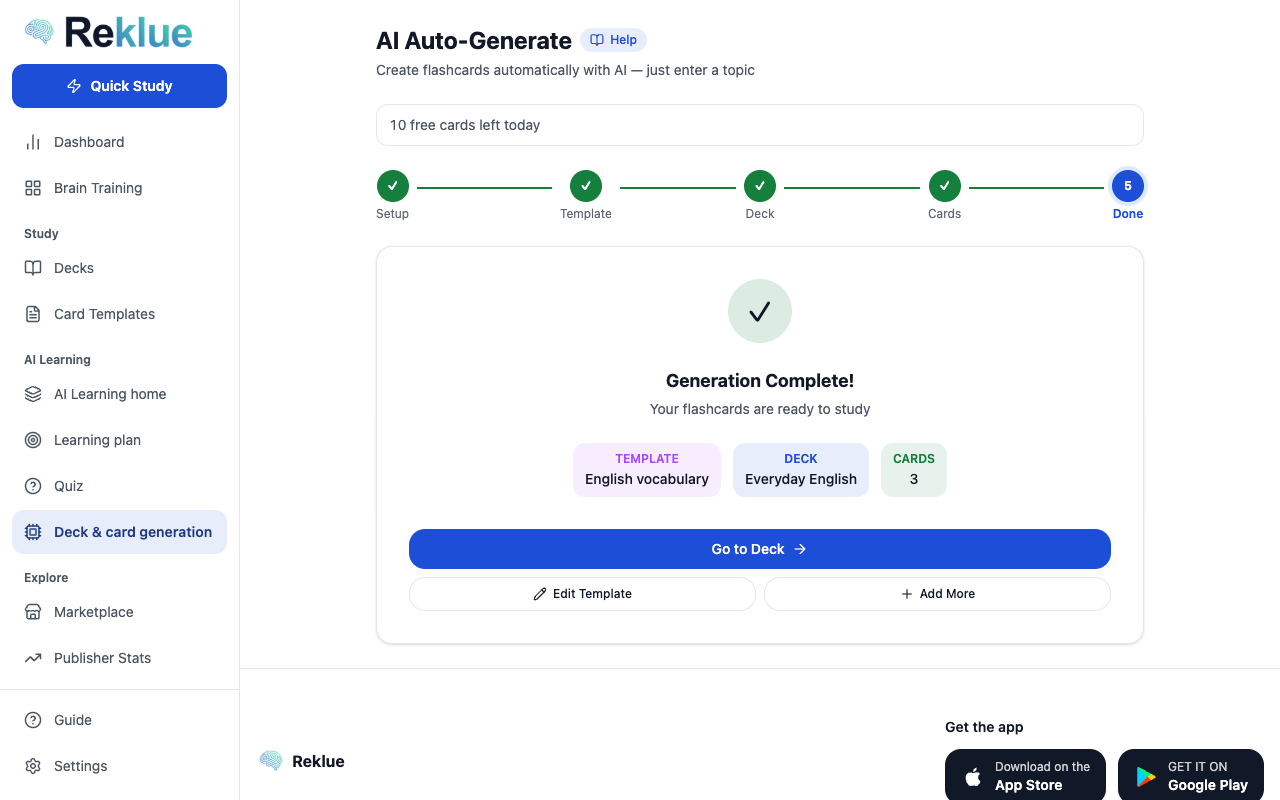 Reklue
Quick Study
Dashboard
Brain Training
Study
Decks
Card Templates
AI Learning
AI Learning home
Learning plan
Quiz
Deck & card generation
Explore
Marketplace
Publisher Stats
Guide
Settings
AI Auto-Generate
Help
Create flashcards automatically with AI — just enter a topic
10 free cards left today
Setup
Template
Deck
Cards
5
Done
Generation Complete!
Your flashcards are ready to study
TEMPLATE
English vocabulary
DECK
Everyday English
CARDS
3
Go to Deck
Edit Template
Add More
Reklue
Get the app
Download on the
App Store
GET IT ON
Google Play